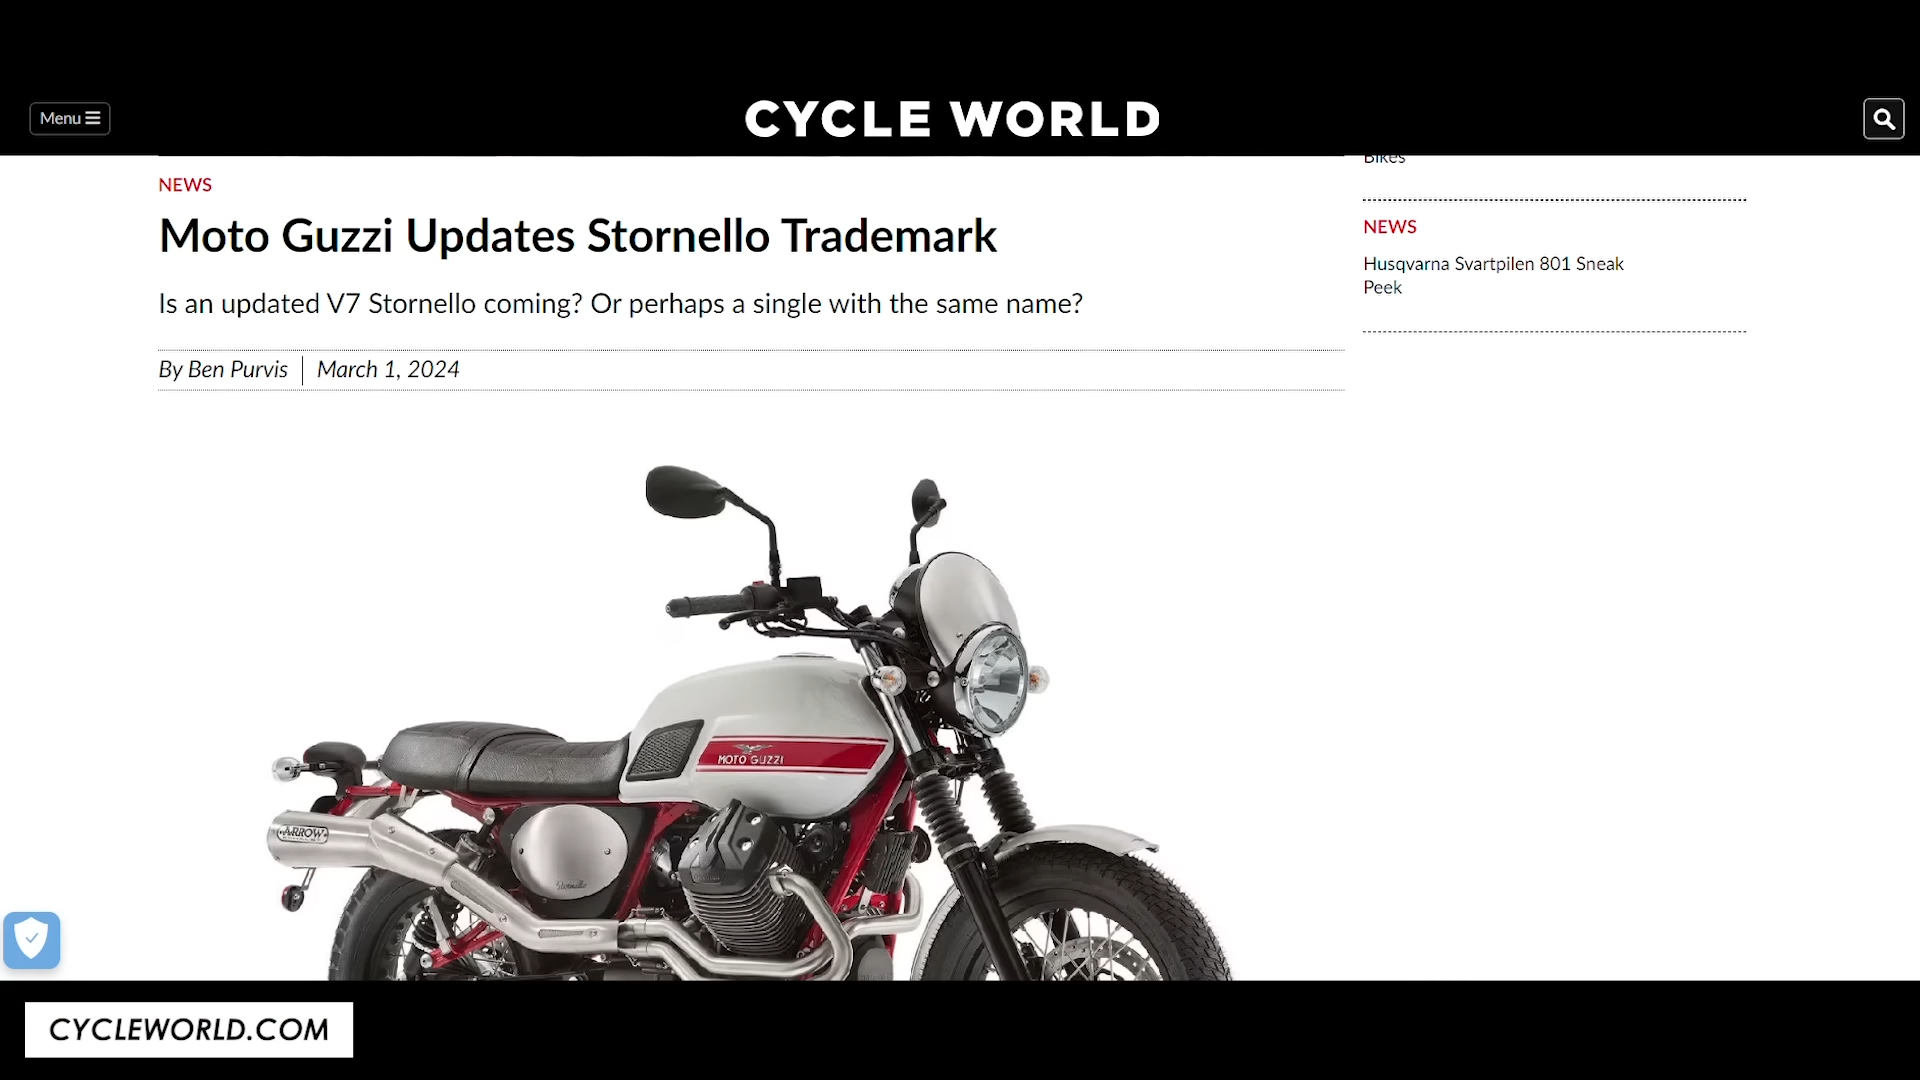 Menu
CYCLE WORLD
Bikes
NEWS
Moto Guzzi Updates Stornello Trademark
Is an updated V7 Stornello coming? Or perhaps a single with the same name?
By Ben Purvis
March 1, 2024
NEWS
Husqvarna Svartpilen 801 Sneak
Peek
MOTO GUZZI
ARROW
Stornello
CYCLEWORLD.COM